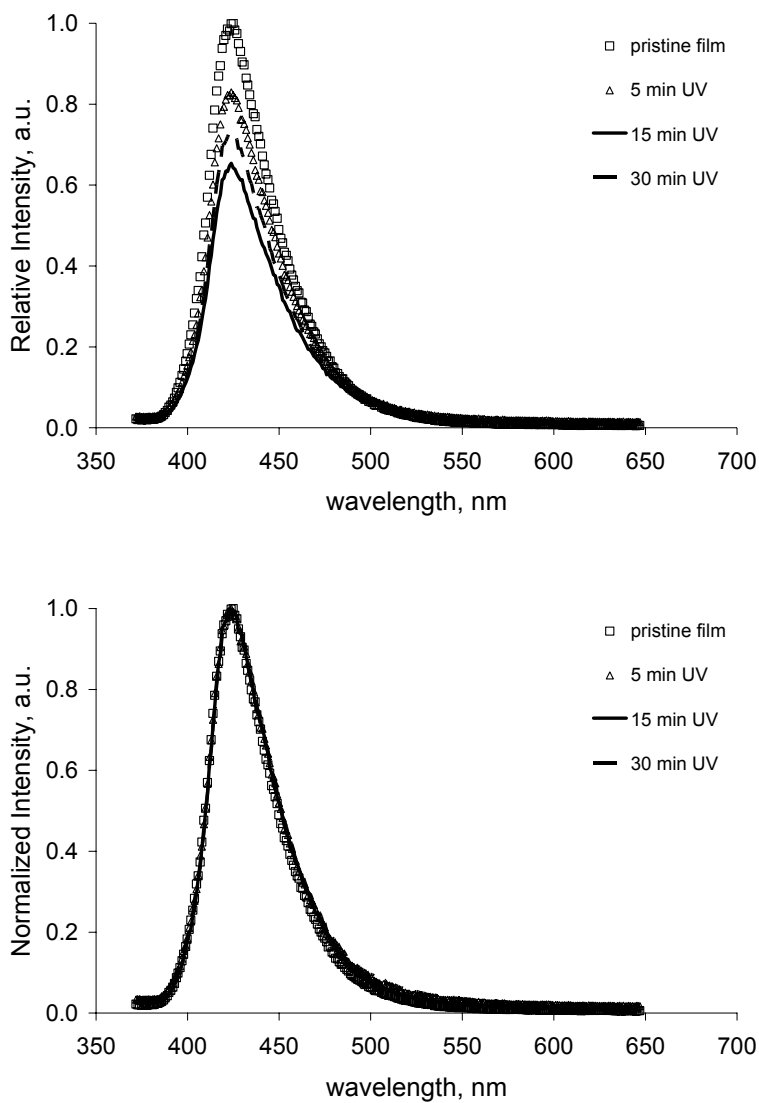 Relative Intensity, a.u.
1.0
0.8
0.6
0.4
0.2
0.0
350 400 450 500 550 600 650 700
wavelength, nm
pristine film
5 min UV
15 min UV
30 min UV
Normalized Intensity, a.u.
1.0
0.8
0.6
0.4
0.2
0.0
350 400 450 500 550 600 650 700
wavelength, nm
pristine film
5 min UV
15 min UV
30 min UV